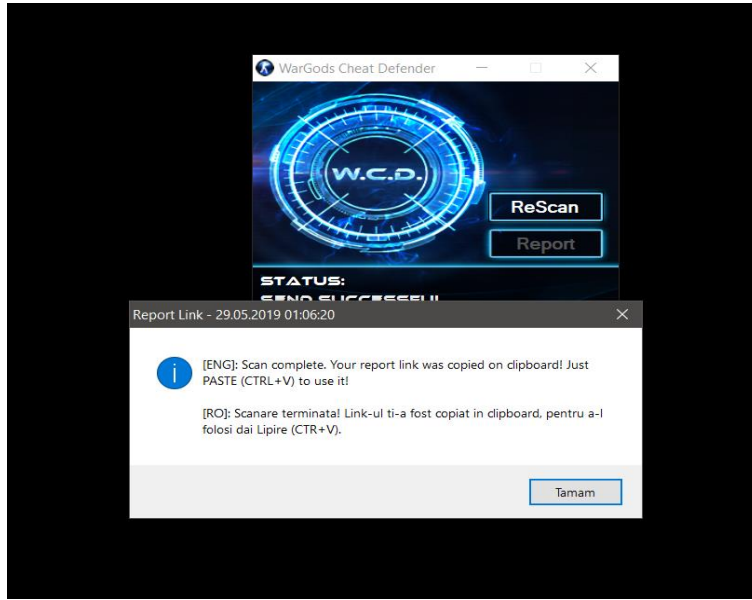 WarGods Cheat Defender
W.C.D.
ReScan
Report
STATUS:
SEND SUCCESSFUL
Report Link - 29.05.2019 01:06:20
[ENG]: Scan complete. Your report link was copied on clipboard! Just
PASTE (CTRL+V) to use it!
[RO]: Scanare terminata! Link-ul ti-a fost copiat in clipboard, pentru a-l
folosi dai Lipire (CTR+V).
Tamam